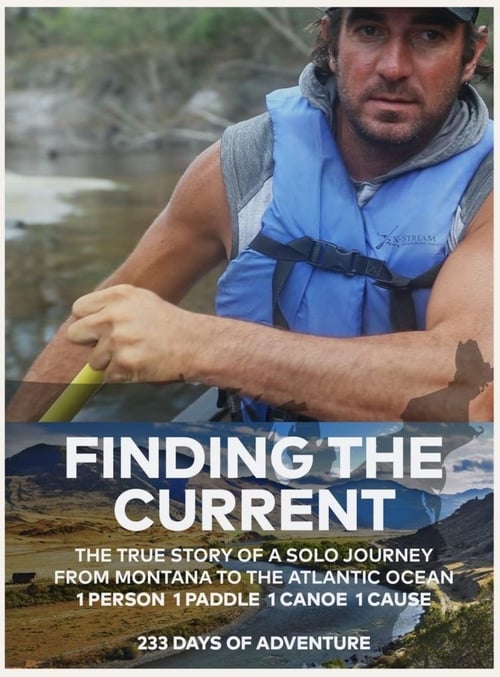 X-STREAM
FINDING THE
CURRENT
THE TRUE STORY OF A SOLO JOURNEY
FROM MONTANA TO THE ATLANTIC OCEAN
1 PERSON 1 PADDLE 1 CANOE 1 CAUSE
233 DAYS OF ADVENTURE